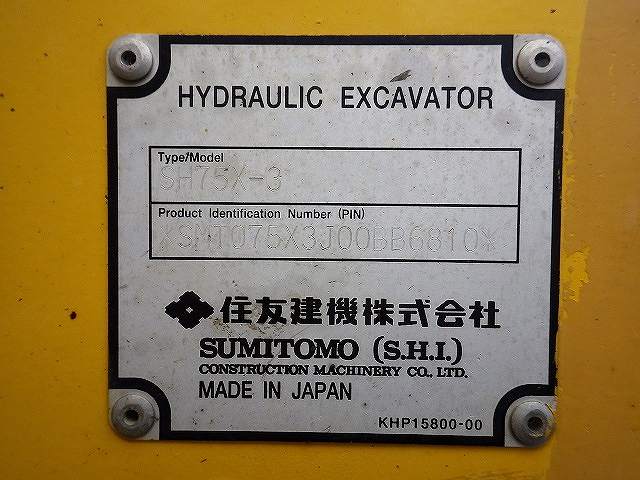 HYDRAULIC EXCAVATOR
Type/Model
SH75X-3
Product Identification Number (PIN)
*SMT075X3J00BB6810*
住友建機株式会社
SUMITOMO (S.H.I.)
CONSTRUCTION MACHINERY CO., LTD.
MADE IN JAPAN
KHP15800-00